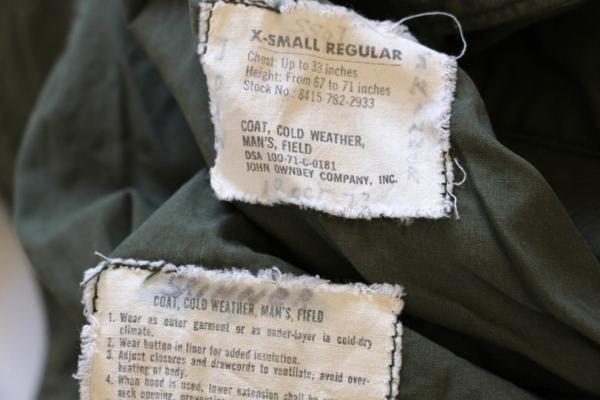 X-SMALL REGULAR
Chest: Up to 33 inches
Height: From 67 to 71 inches
Stock No: 8415-782-2933
COAT, COLD WEATHER,
MAN'S, FIELD
DSA 100-71-C-0181
JOHN OWNBEY COMPANY, INC.
COAT, COLD WEATHER, MAN'S, FIELD
1. Wear as outer garment or as under-layer in cold-dry
climate.
2. Wear button-in liner for added insulation.
3. Adjust closures and drawcords to ventilate, avoid over-
heating of body.
4. When hood is used, lower extension shall be
neck opening,